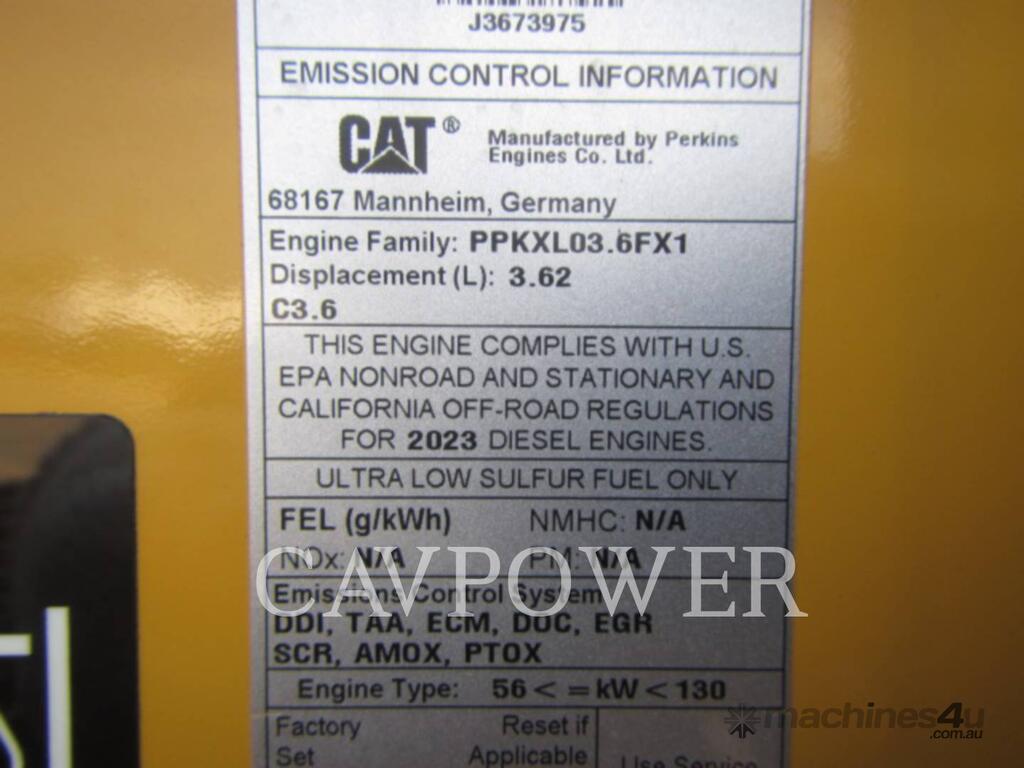 J3673975
EMISSION CONTROL INFORMATION
CAT® Manufactured by Perkins
Engines Co. Ltd.
68167 Mannheim, Germany
Engine Family: PPKXL03.6FX1
Displacement (L): 3.62
C3.6
THIS ENGINE COMPLIES WITH U.S.
EPA NONROAD AND STATIONARY AND
CALIFORNIA OFF-ROAD REGULATIONS
FOR 2023 DIESEL ENGINES.
ULTRA LOW SULFUR FUEL ONLY
FEL (g/kWh) NMHC: N/A
NOx: N/A PM: N/A
CAVPOWER
Emissions Control System
DDI, TAA, ECM, DOC, EGR
SCR, AMOX, PTOX
Engine Type: 56 < = kW < 130
Factory Reset if
Set Applicable Use Service
machines4u
.com.au